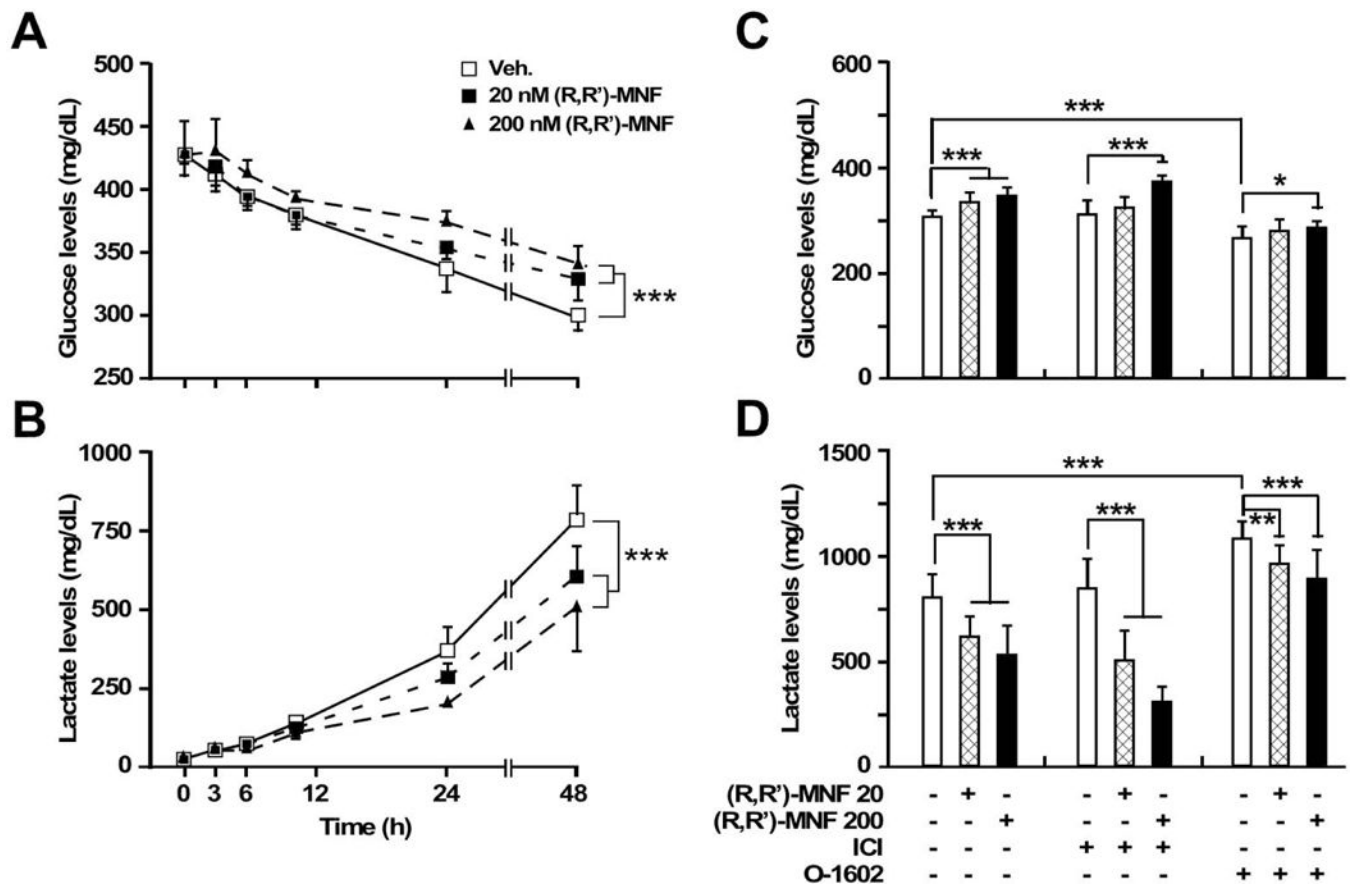 A
500
450
400
350
300
250
Glucose levels (mg/dL)
Veh.
20 nM (R,R')-MNF
200 nM (R,R')-MNF
***
B
1000
750
500
250
0
Lactate levels (mg/dL)
***
0 3 6 12 24 48
Time (h)
C
600
400
200
0
Glucose levels (mg/dL)
***
*** *** *
D
1500
1000
500
0
Lactate levels (mg/dL)
***
*** *** ** ***
(R,R')-MNF 20 - + - - + - - + -
(R,R')-MNF 200 - - + - - + - - +
ICI - - - + + + - - -
O-1602 - - - - - - + + +